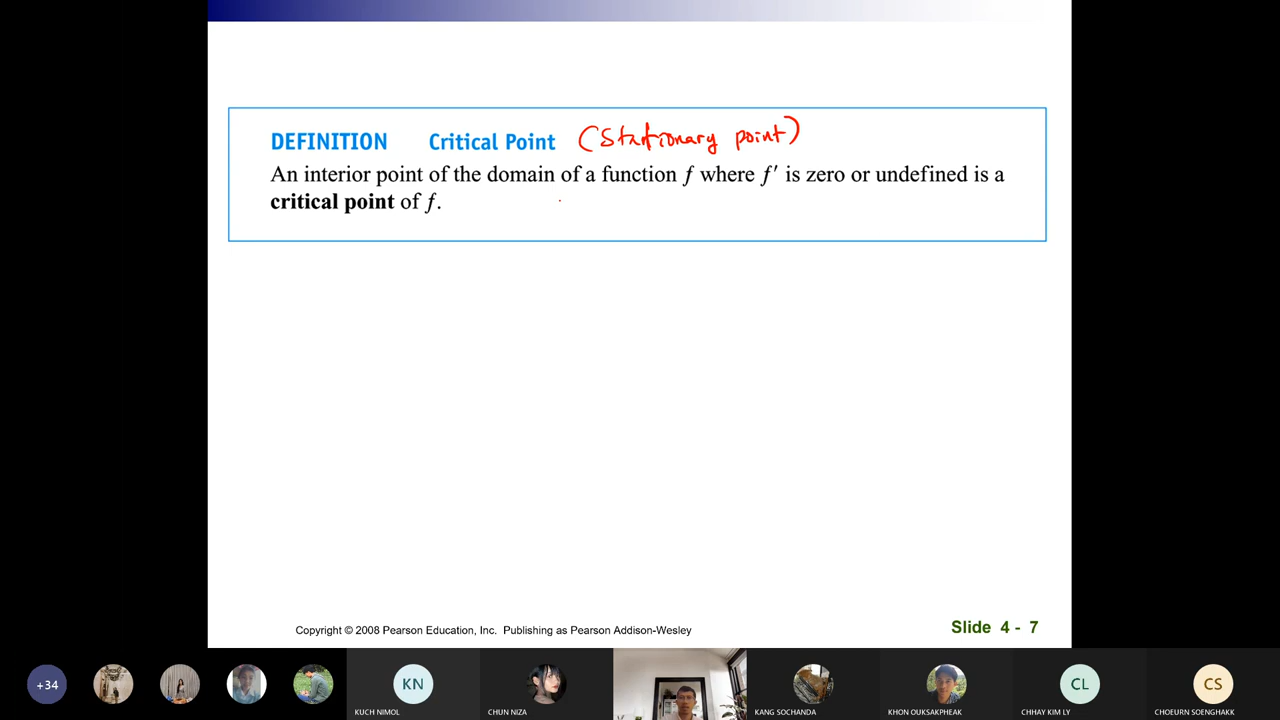 DEFINITION Critical Point (Stationary point)
An interior point of the domain of a function f where f′ is zero or undefined is a
critical point of f.
Copyright © 2008 Pearson Education, Inc. Publishing as Pearson Addison-Wesley
Slide 4 - 7
+34
KN
CL
CS
KUCH NIMOL
CHUN NIZA
KANG SOCHANDA
KHON OUKSAKPHEAK
CHHAY KIM LY
CHOEURN SOENGHAKK